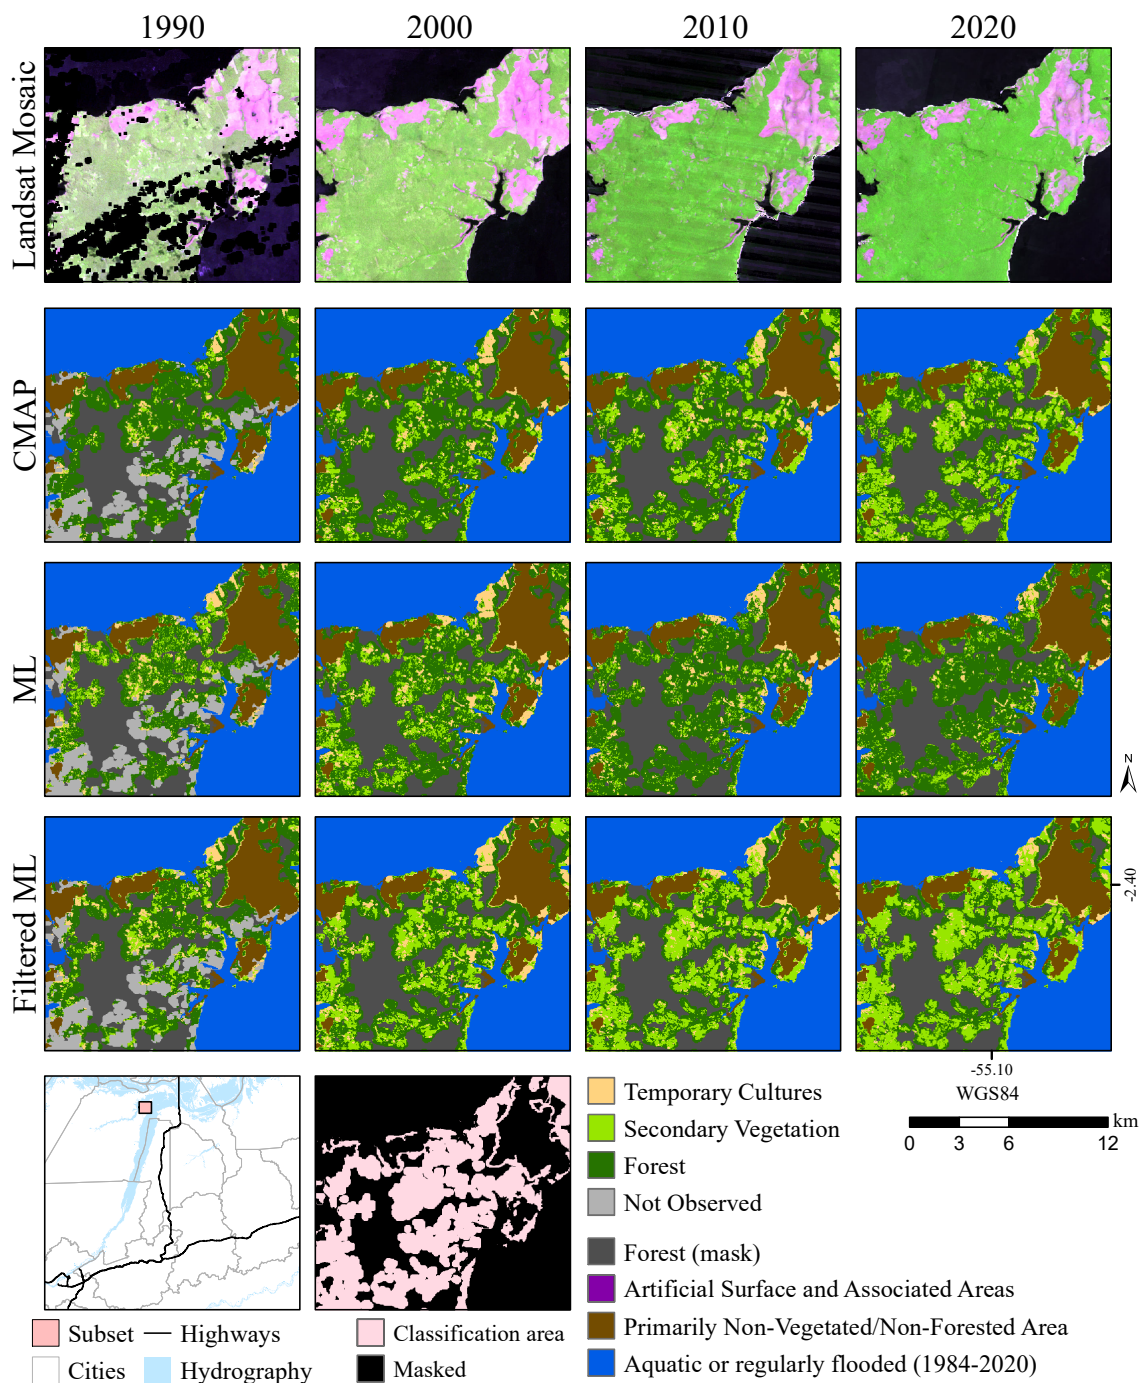 1990 2000 2010 2020
Landsat Mosaic
CMAP
ML
N
Filtered ML
-2.40
-55.10
WGS84
km
0 3 6 12
Temporary Cultures
Secondary Vegetation
Forest
Not Observed
Forest (mask)
Artificial Surface and Associated Areas
Primarily Non-Vegetated/Non-Forested Area
Aquatic or regularly flooded (1984-2020)
Subset Highways
Cities Hydrography
Classification area
Masked